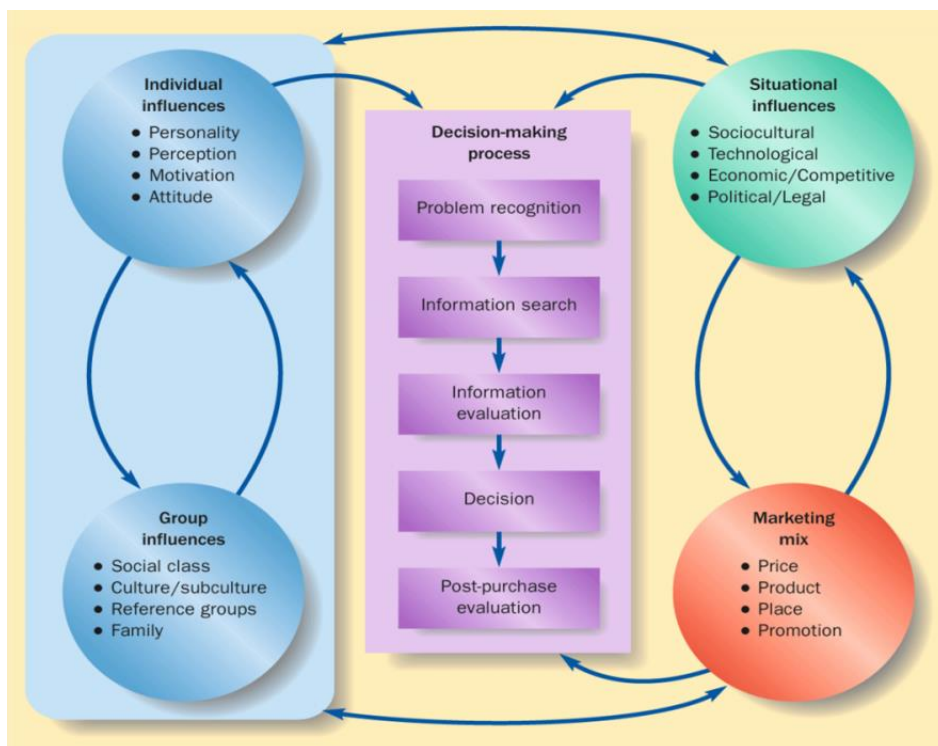 Individual
influences
● Personality
● Perception
● Motivation
● Attitude
Group
influences
● Social class
● Culture/subculture
● Reference groups
● Family
Decision-making
process
Problem recognition
Information search
Information
evaluation
Decision
Post-purchase
evaluation
Situational
influences
● Sociocultural
● Technological
● Economic/Competitive
● Political/Legal
Marketing
mix
● Price
● Product
● Place
● Promotion